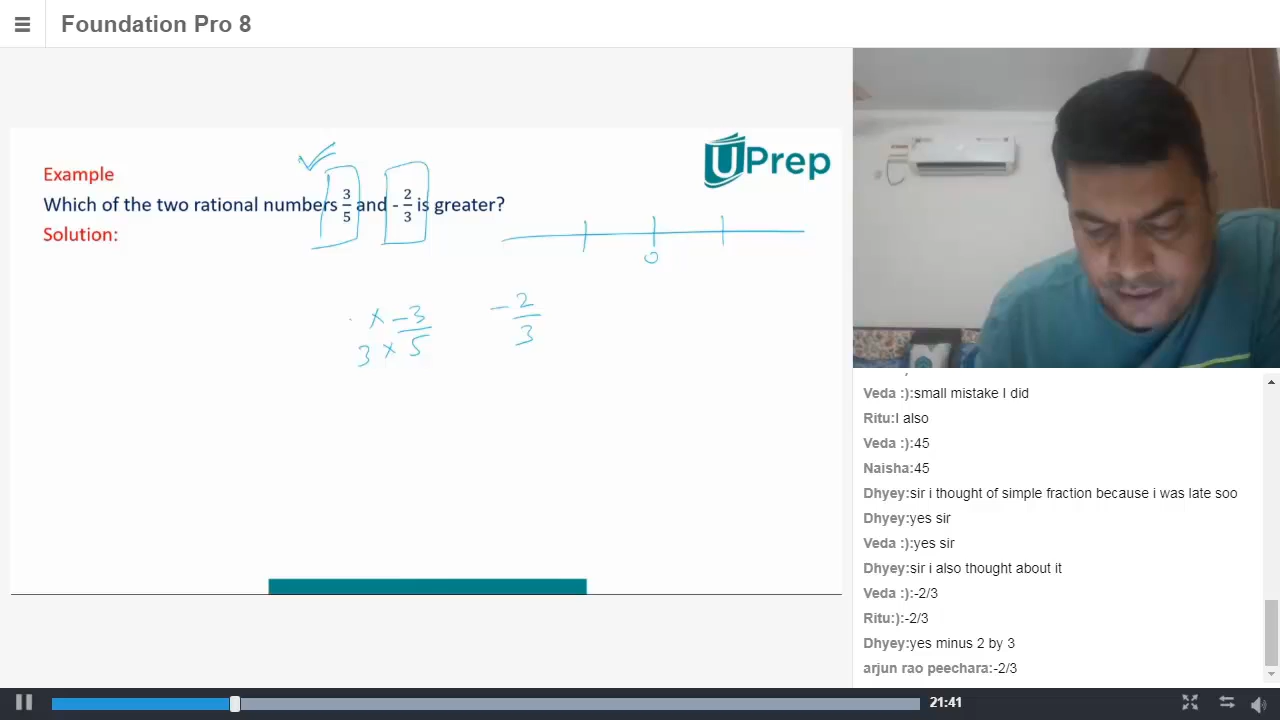 Foundation Pro 8
UPrep
Example
Which of the two rational numbers 3/5 and - 2/3 is greater?
Solution:
0
× -3 - 2
3 × 5 3
Veda :):small mistake I did
Ritu:I also
Veda :):45
Naisha:45
Dhyey:sir i thought of simple fraction because i was late soo
Dhyey:yes sir
Veda :):yes sir
Dhyey:sir i also thought about it
Veda :):-2/3
Ritu:):-2/3
Dhyey:yes minus 2 by 3
arjun rao peechara:-2/3
21:41